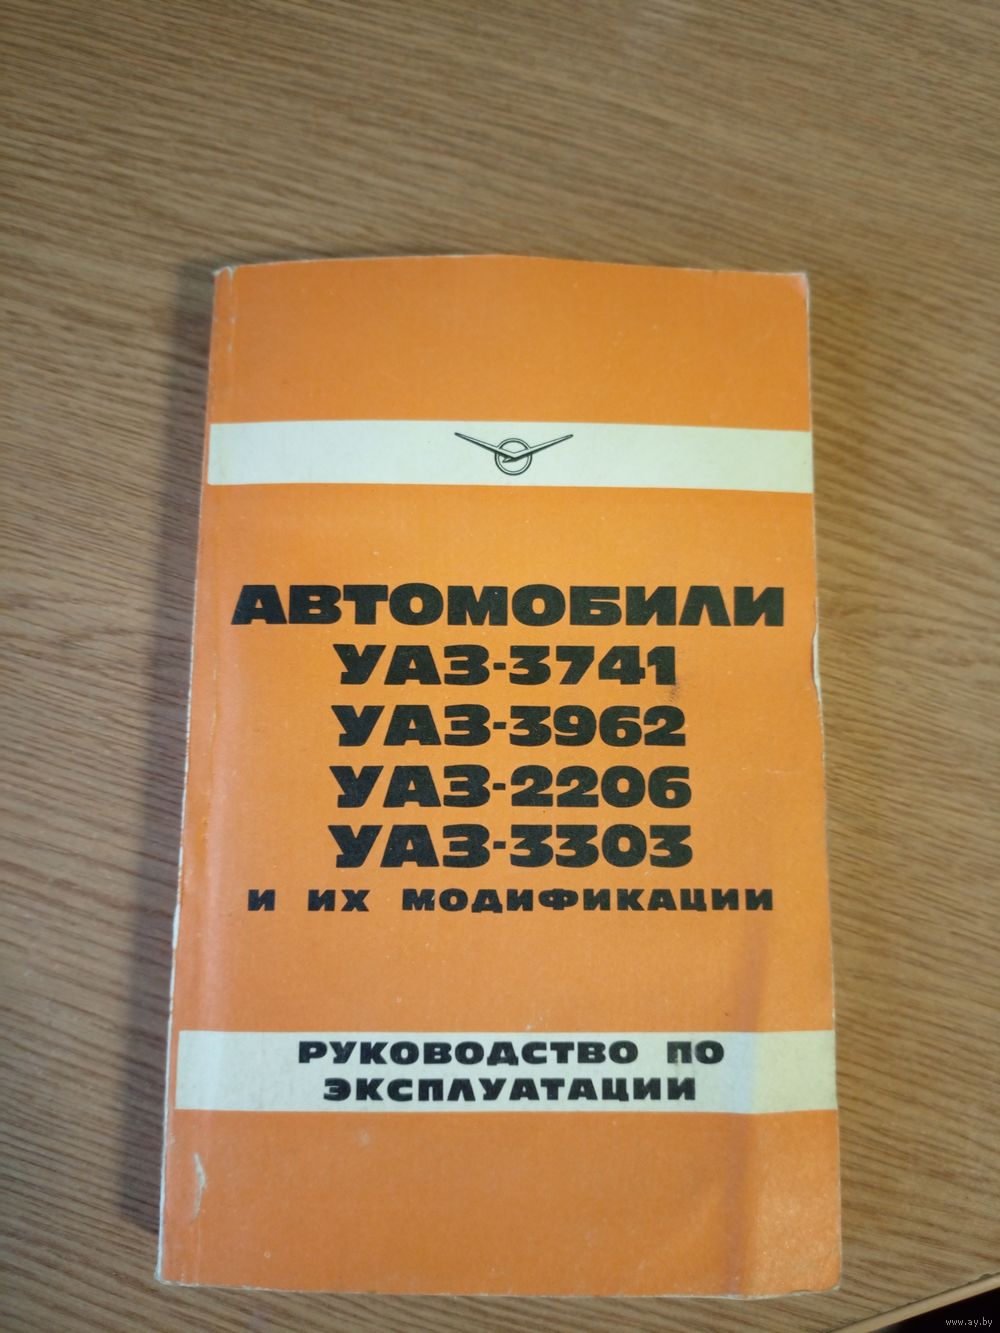 АВТОМОБИЛИ
УАЗ-3741
УАЗ-3962
УАЗ-2206
УАЗ-3303
И ИХ МОДИФИКАЦИИ
РУКОВОДСТВО ПО
ЭКСПЛУАТАЦИИ
www.ay.by